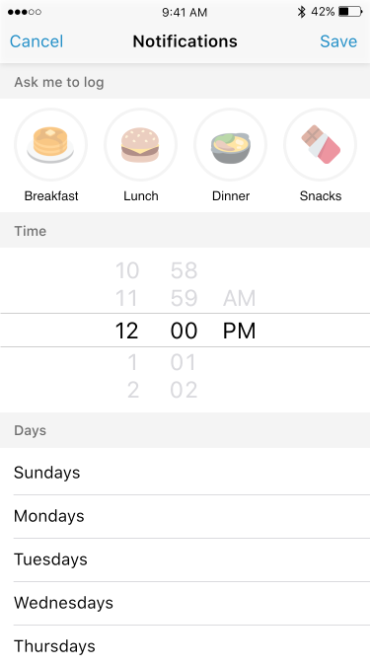 9:41 AM 42%
Cancel Notifications Save
Ask me to log
Breakfast Lunch Dinner Snacks
Time
10 58
11 59 AM
12 00 PM
1 01
2 02
Days
Sundays
Mondays
Tuesdays
Wednesdays
Thursdays